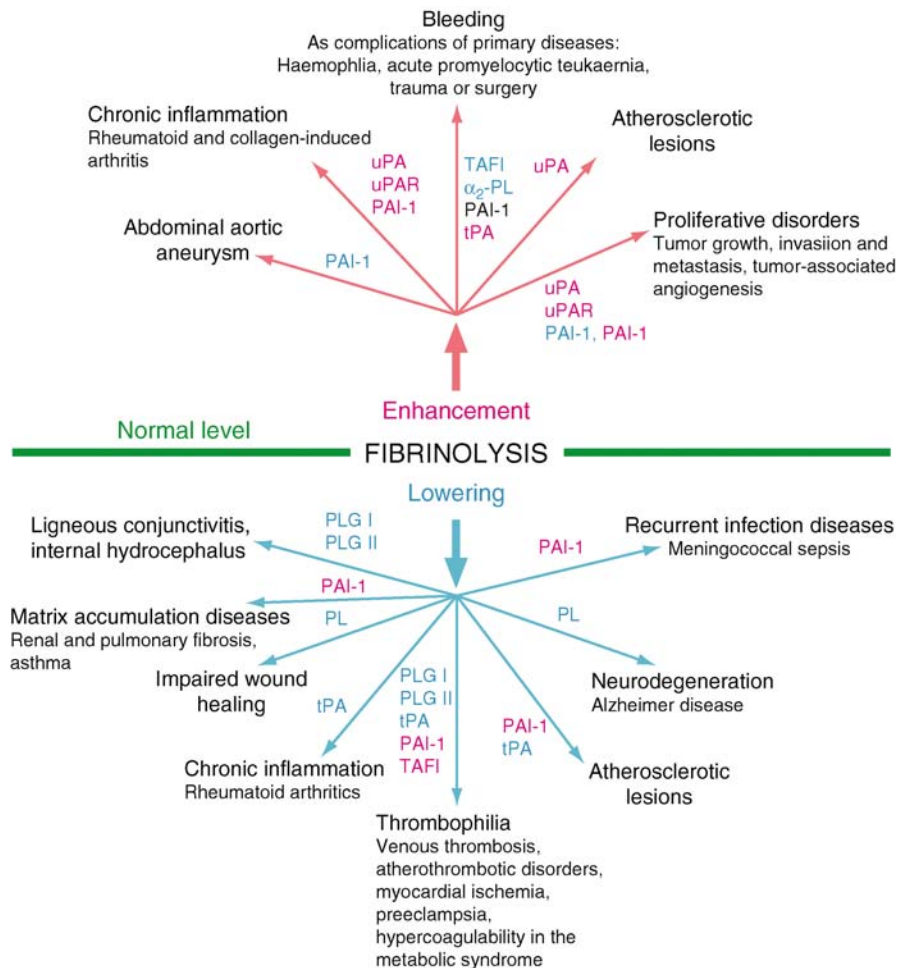 Bleeding
As complications of primary diseases:
Haemophlia, acute promyelocytic teukaernia,
trauma or surgery
Chronic inflammation
Rheumatoid and collagen-induced
arthritis
Atherosclerotic
lesions
uPA
uPAR
PAI-1
TAFI
α₂-PL
PAI-1
tPA
uPA
Abdominal aortic
aneurysm
PAI-1
Proliferative disorders
Tumor growth, invasiion and
metastasis, tumor-associated
angiogenesis
uPA
uPAR
PAI-1, PAI-1
Enhancement
Normal level
FIBRINOLYSIS
Lowering
Ligneous conjunctivitis,
internal hydrocephalus
PLG I
PLG II
PAI-1
Recurrent infection diseases
Meningococcal sepsis
PAI-1
Matrix accumulation diseases
Renal and pulmonary fibrosis,
asthma
PL
PL
Impaired wound
healing
Neurodegeneration
Alzheimer disease
tPA
PLG I
PLG II
tPA
PAI-1
TAFI
PAI-1
tPA
Chronic inflammation
Rheumatoid arthritics
Atherosclerotic
lesions
Thrombophilia
Venous thrombosis,
atherothrombotic disorders,
myocardial ischemia,
preeclampsia,
hypercoagulability in the
metabolic syndrome